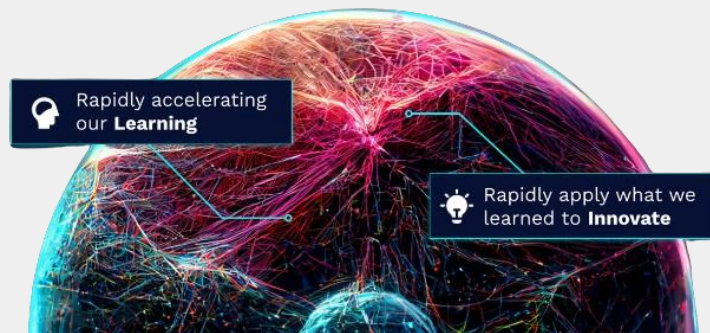 Rapidly accelerating
our Learning
Rapidly apply what we
learned to Innovate